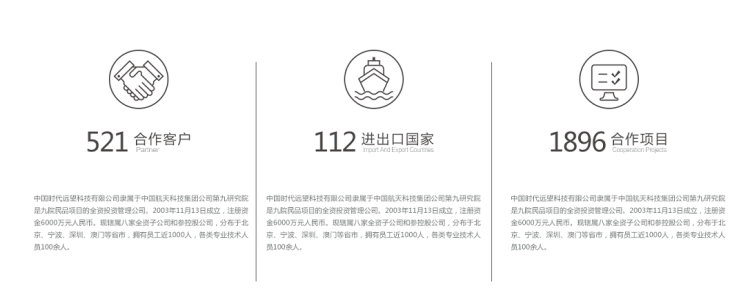 521 合作客户
Partner
中国时代远望科技有限公司隶属于中国航天科技集团公司第九研究院
是九院民品项目的全资投资管理公司。2003年11月13日成立，注册资
金6000万元人民币。现辖属八家全资子公司和参控股公司，分布于北
京、宁波、深圳、澳门等省市，拥有员工近1000人，各类专业技术人
员100余人。
112 进出口国家
Import And Export Countries
中国时代远望科技有限公司隶属于中国航天科技集团公司第九研究院
是九院民品项目的全资投资管理公司。2003年11月13日成立，注册资
金6000万元人民币。现辖属八家全资子公司和参控股公司，分布于北
京、宁波、深圳、澳门等省市，拥有员工近1000人，各类专业技术人
员100余人。
1896 合作项目
Cooperation Projects
中国时代远望科技有限公司隶属于中国航天科技集团公司第九研究院
是九院民品项目的全资投资管理公司。2003年11月13日成立，注册资
金6000万元人民币。现辖属八家全资子公司和参控股公司，分布于北
京、宁波、深圳、澳门等省市，拥有员工近1000人，各类专业技术人
员100余人。